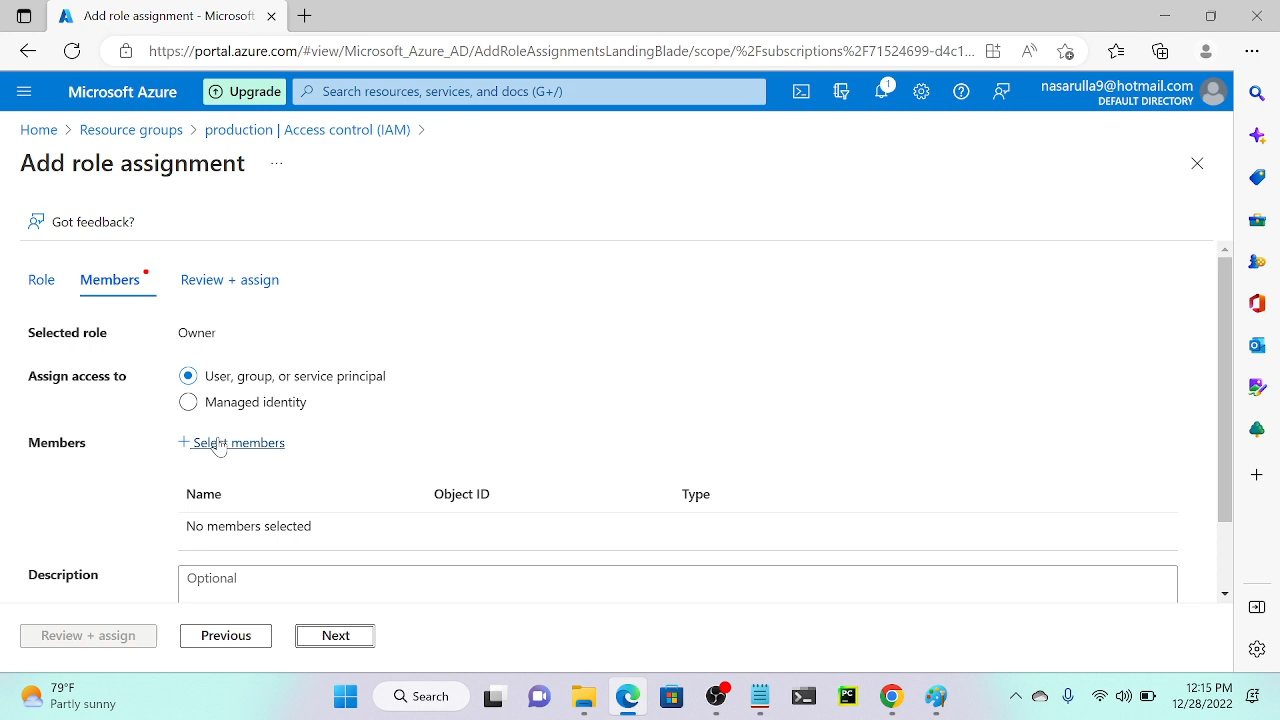 Add role assignment - Microsoft
https://portal.azure.com/#view/Microsoft_Azure_AD/AddRoleAssignmentsLandingBlade/scope/%2Fsubscriptions%2F71524699-d4c1...
Microsoft Azure
Upgrade
Search resources, services, and docs (G+/)
1
nasarulla9@hotmail.com
DEFAULT DIRECTORY
Home > Resource groups > production | Access control (IAM) >
Add role assignment ...
Got feedback?
Role Members Review + assign
Selected role Owner
Assign access to User, group, or service principal
Managed identity
Members + Select members
Name Object ID Type
No members selected
Description Optional
Review + assign Previous Next
79°F
Partly sunny
Search
12:15 PM
12/28/2022